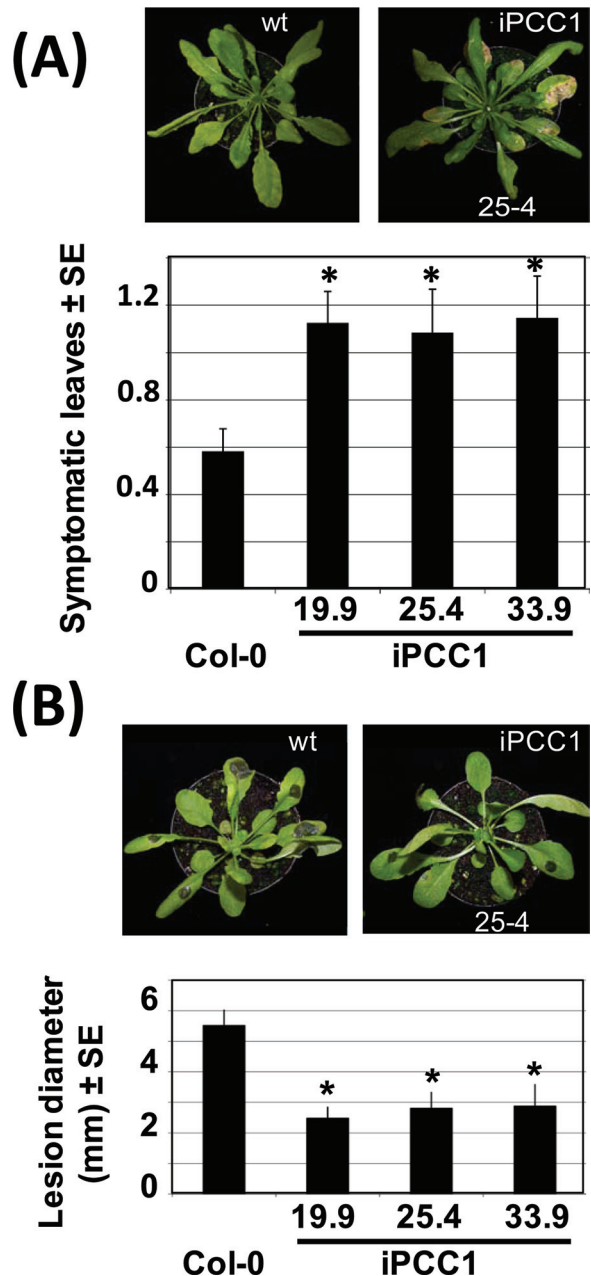 (A)
wt
iPCC1
25-4
Symptomatic leaves ± SE
1.2
0.8
0.4
0
* * *
19.9 25.4 33.9
Col-0 iPCC1
(B)
wt
iPCC1
25-4
Lesion diameter
(mm) ± SE
6
4
2
0
* * *
19.9 25.4 33.9
Col-0 iPCC1